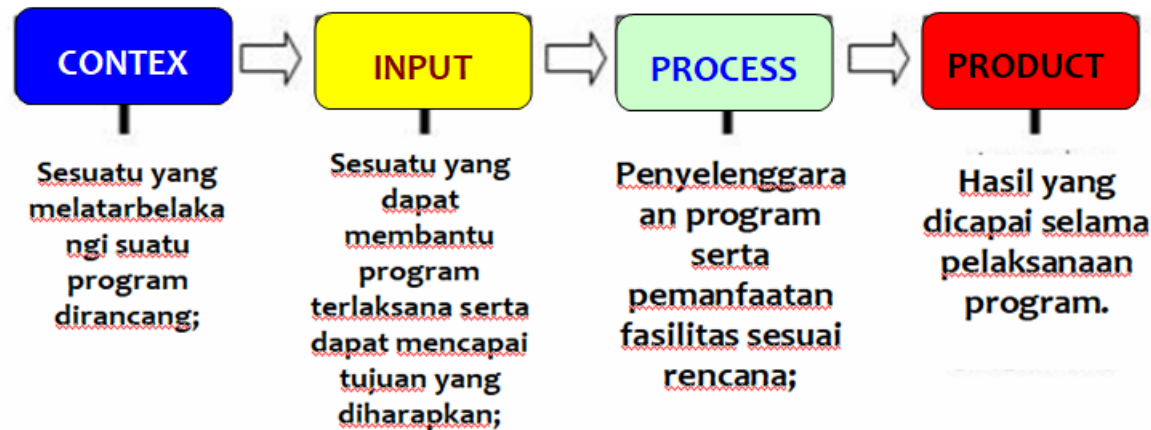 CONTEX
Sesuatu yang
melatarbelaka
ngi suatu
program
dirancang;
INPUT
Sesuatu yang
dapat
membantu
program
terlaksana serta
dapat mencapai
tujuan yang
diharapkan;
PROCESS
Penyelenggara
an program
serta
pemanfaatan
fasilitas sesuai
rencana;
PRODUCT
Hasil yang
dicapai selama
pelaksanaan
program.